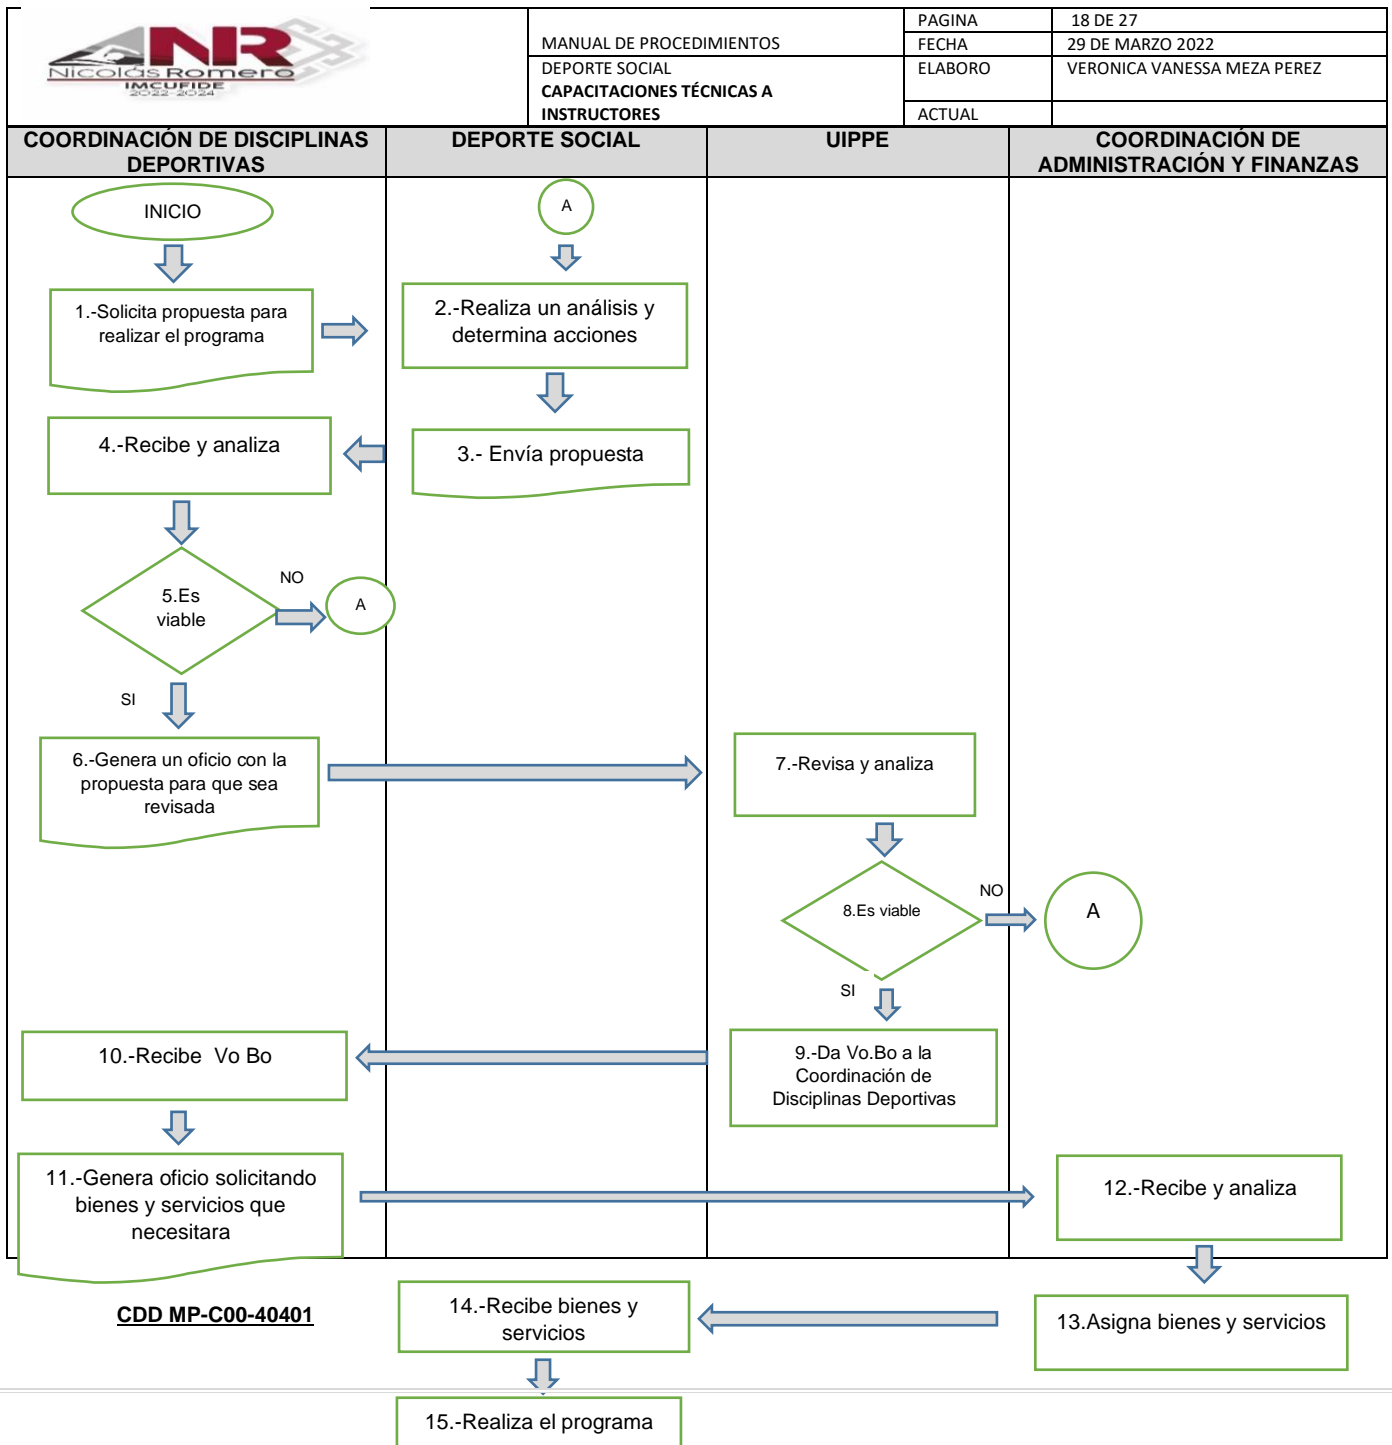 NR
Nicolás Romero
IMCUFIDE
2022-2024
MANUAL DE PROCEDIMIENTOS
DEPORTE SOCIAL
CAPACITACIONES TÉCNICAS A
INSTRUCTORES
PAGINA 18 DE 27
FECHA 29 DE MARZO 2022
ELABORO VERONICA VANESSA MEZA PEREZ
ACTUAL
COORDINACIÓN DE DISCIPLINAS
DEPORTIVAS
DEPORTE SOCIAL
UIPPE
COORDINACIÓN DE
ADMINISTRACIÓN Y FINANZAS
INICIO
A
1.-Solicita propuesta para
realizar el programa
2.-Realiza un análisis y
determina acciones
3.- Envía propuesta
4.-Recibe y analiza
5.Es
viable
NO
A
SI
6.-Genera un oficio con la
propuesta para que sea
revisada
7.-Revisa y analiza
8.Es viable
NO
A
SI
9.-Da Vo.Bo a la
Coordinación de
Disciplinas Deportivas
10.-Recibe Vo Bo
11.-Genera oficio solicitando
bienes y servicios que
necesitara
12.-Recibe y analiza
13.Asigna bienes y servicios
14.-Recibe bienes y
servicios
CDD MP-C00-40401
15.-Realiza el programa